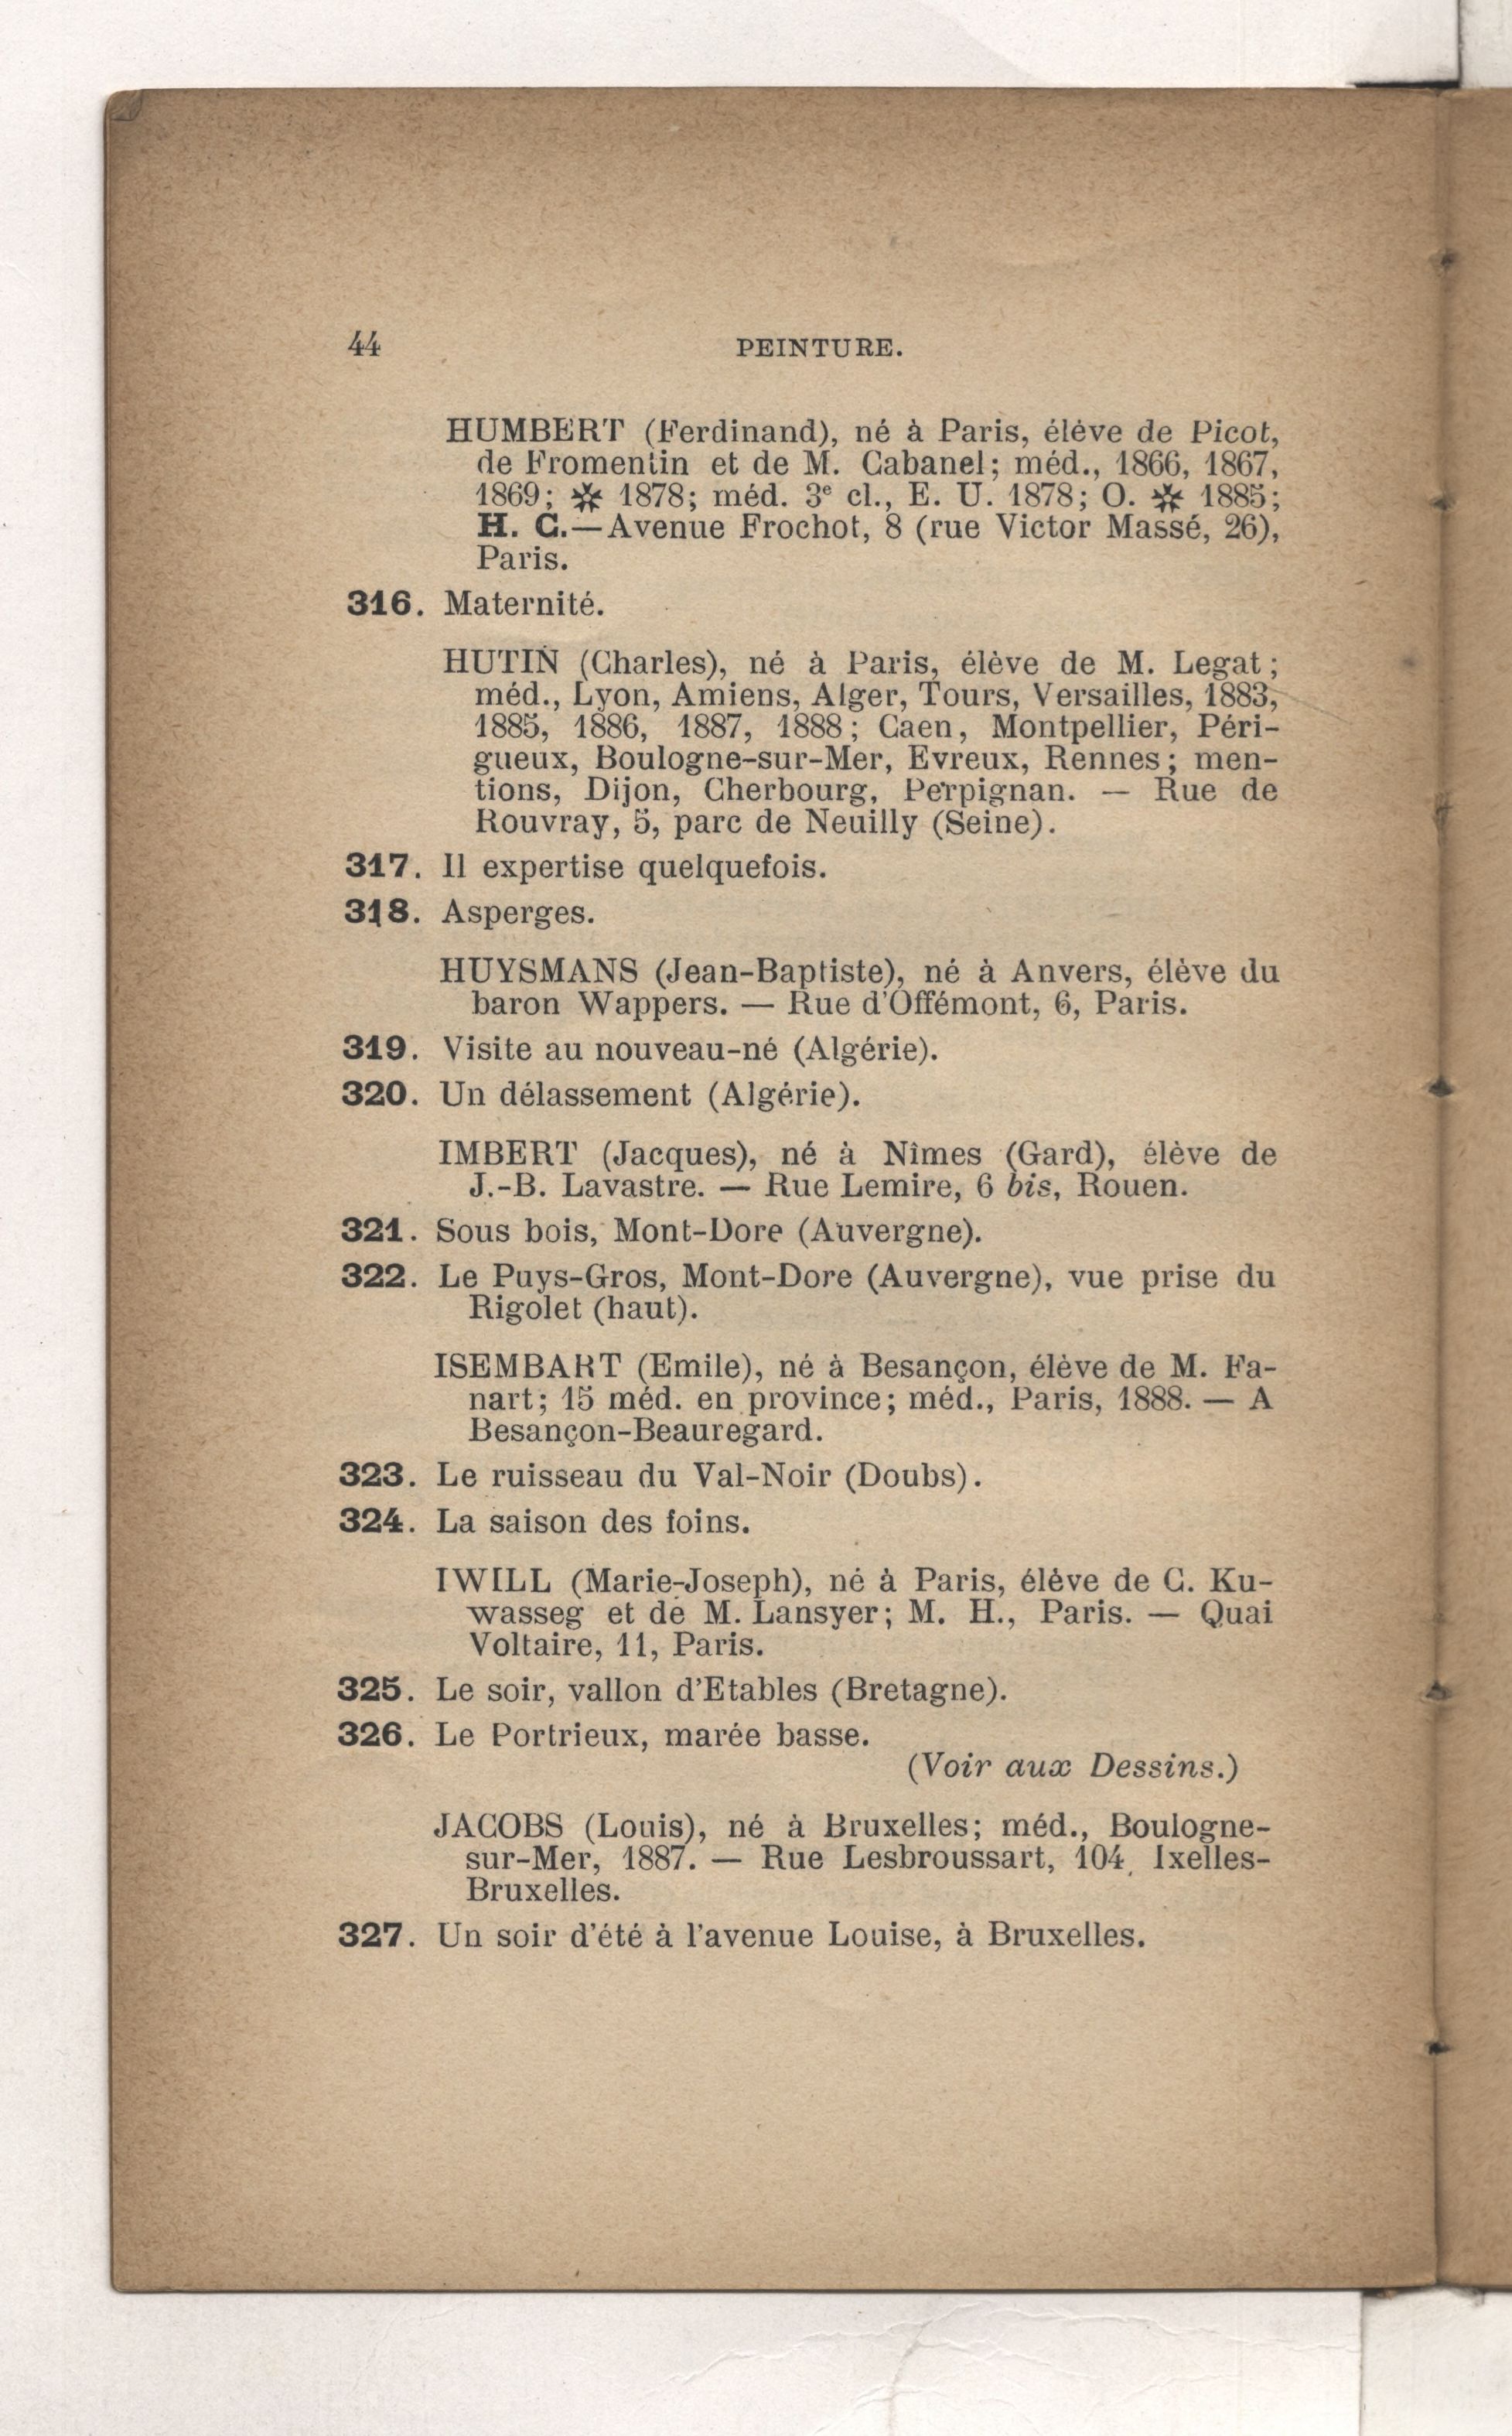 44
PEINTURE.
HUMBERT (Ferdinand), né à Paris, élève de Picot,
de Fromentin et de M. Cabanel; méd., 1866, 1867,
1869; ✲ 1878; méd. 3e cl., E. U. 1878; O. ✲ 1885;
H. C.—Avenue Frochot, 8 (rue Victor Massé, 26),
Paris.
316. Maternité.
HUTIN (Charles), né à Paris, élève de M. Legat;
méd., Lyon, Amiens, Alger, Tours, Versailles, 1883,
1885, 1886, 1887, 1888; Caen, Montpellier, Péri-
gueux, Boulogne-sur-Mer, Evreux, Rennes; men-
tions, Dijon, Cherbourg, Perpignan. — Rue de
Rouvray, 5, parc de Neuilly (Seine).
317. Il expertise quelquefois.
318. Asperges.
HUYSMANS (Jean-Baptiste), né à Anvers, élève du
baron Wappers. — Rue d'Offémont, 6, Paris.
319. Visite au nouveau-né (Algérie).
320. Un délassement (Algérie).
IMBERT (Jacques), né à Nîmes (Gard), élève de
J.-B. Lavastre. — Rue Lemire, 6 bis, Rouen.
321. Sous bois, Mont-Dore (Auvergne).
322. Le Puys-Gros, Mont-Dore (Auvergne), vue prise du
Rigolet (haut).
ISEMBART (Emile), né à Besançon, élève de M. Fa-
nart; 15 méd. en province; méd., Paris, 1888. — A
Besançon-Beauregard.
323. Le ruisseau du Val-Noir (Doubs).
324. La saison des foins.
IWILL (Marie-Joseph), né à Paris, élève de C. Ku-
wasseg et de M. Lansyer; M. H., Paris. — Quai
Voltaire, 11, Paris.
325. Le soir, vallon d'Etables (Bretagne).
326. Le Portrieux, marée basse.
(Voir aux Dessins.)
JACOBS (Louis), né à Bruxelles; méd., Boulogne-
sur-Mer, 1887. — Rue Lesbroussart, 104, Ixelles-
Bruxelles.
327. Un soir d'été à l'avenue Louise, à Bruxelles.